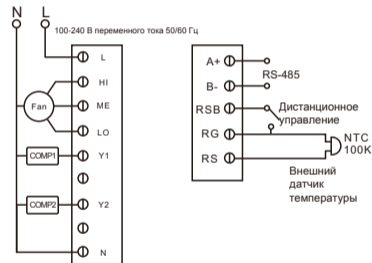 N L
100-240 В переменного тока 50/60 Гц
L
HI
Fan
ME
LO
COMP1 Y1
COMP2 Y2
N
A+
RS-485
B-
RSB
Дистанционное
управление
RG
NTC
100K
RS
Внешний
датчик
температуры